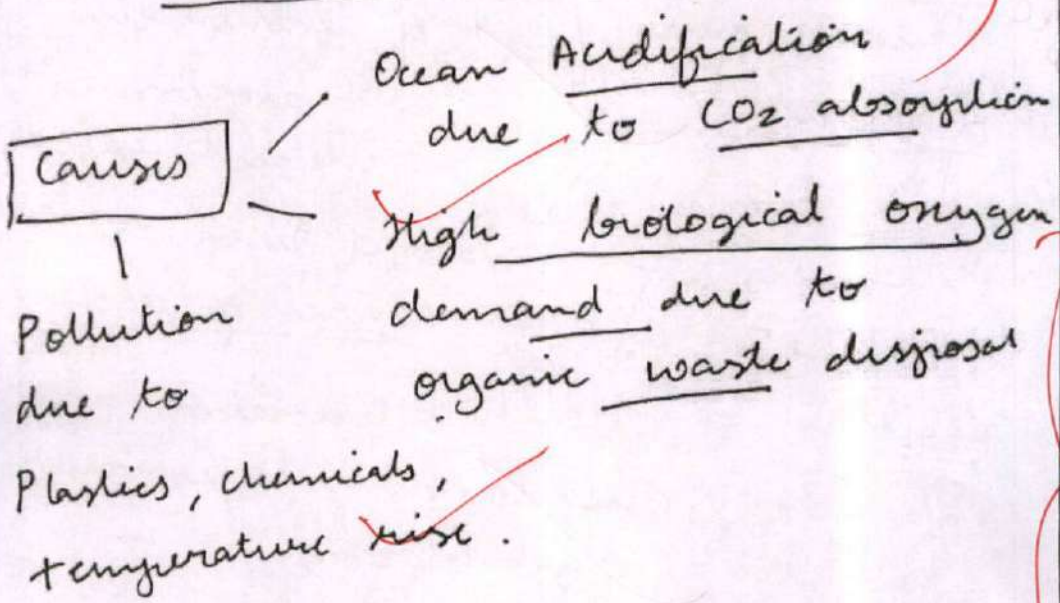 Ocean Acidification
due to CO2 absorption
Causes
High biological oxygen
demand due to
organic waste disposal
Pollution
due to
Plastics, chemicals,
temperature rise.